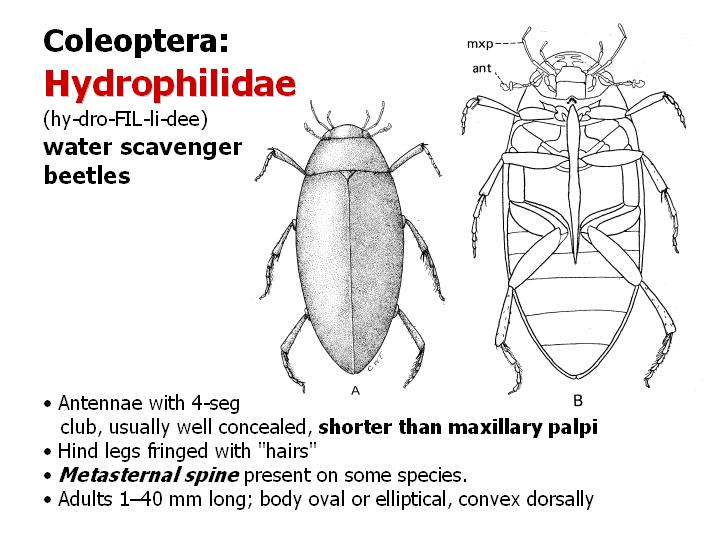 Coleoptera:
Hydrophilidae
(hy-dro-FIL-li-dee)
water scavenger
beetles
mxp
ant
A
B
• Antennae with 4-seg
club, usually well concealed, shorter than maxillary palpi
• Hind legs fringed with "hairs"
• Metasternal spine present on some species.
• Adults 1–40 mm long; body oval or elliptical, convex dorsally